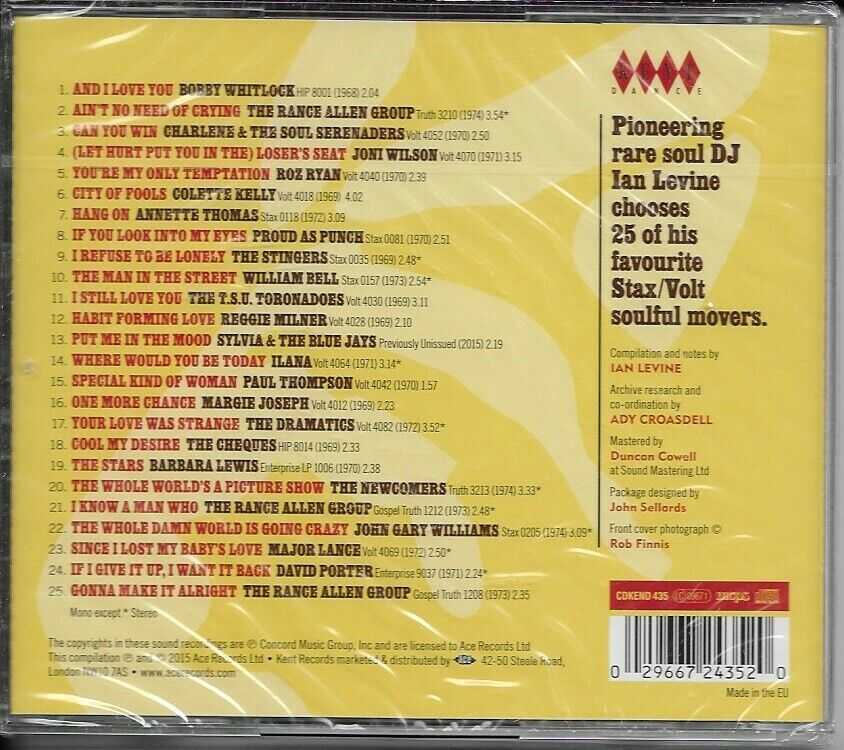 1. AND I LOVE YOU BOBBY WHITLOCK HIP 8001 (1968) 2.04
2. AIN'T NO NEED OF CRYING THE RANCE ALLEN GROUP Truth 3210 (1974) 3.54*
3. CAN YOU WIN CHARLENE & THE SOUL SERENADERS Volt 4052 (1970) 2.50
4. (LET HURT PUT YOU IN THE) LOSER'S SEAT JONI WILSON Volt 4070 (1971) 3.15
5. YOU'RE MY ONLY TEMPTATION ROZ RYAN Volt 4040 (1970) 2.39
6. CITY OF FOOLS COLETTE KELLY Volt 4018 (1969) 4.02
7. HANG ON ANNETTE THOMAS Stax 0118 (1972) 3.09
8. IF YOU LOOK INTO MY EYES PROUD AS PUNCH Stax 0081 (1970) 2.51
9. I REFUSE TO BE LONELY THE STINGERS Stax 0035 (1969) 2.48*
10. THE MAN IN THE STREET WILLIAM BELL Stax 0157 (1973) 2.54*
11. I STILL LOVE YOU THE T.S.U. TORONADOES Volt 4030 (1969) 3.11
12. HABIT FORMING LOVE REGGIE MILNER Volt 4028 (1969) 2.10
13. PUT ME IN THE MOOD SYLVIA & THE BLUE JAYS Previously Unissued (2015) 2.19
14. WHERE WOULD YOU BE TODAY ILANA Volt 4064 (1971) 3.14*
15. SPECIAL KIND OF WOMAN PAUL THOMPSON Volt 4042 (1970) 1.57
16. ONE MORE CHANCE MARGIE JOSEPH Volt 4012 (1969) 2.23
17. YOUR LOVE WAS STRANGE THE DRAMATICS Volt 4082 (1972) 3.52*
18. COOL MY DESIRE THE CHEQUES HIP 8014 (1969) 2.33
19. THE STARS BARBARA LEWIS Enterprise LP 1006 (1970) 2.38
20. THE WHOLE WORLD'S A PICTURE SHOW THE NEWCOMERS Truth 3213 (1974) 3.33*
21. I KNOW A MAN WHO THE RANCE ALLEN GROUP Gospel Truth 1212 (1973) 2.48*
22. THE WHOLE DAMN WORLD IS GOING CRAZY JOHN GARY WILLIAMS Stax 0205 (1974) 3.09*
23. SINCE I LOST MY BABY'S LOVE MAJOR LANCE Volt 4069 (1972) 2.50*
24. IF I GIVE IT UP, I WANT IT BACK DAVID PORTER Enterprise 9037 (1971) 2.24*
25. GONNA MAKE IT ALRIGHT THE RANCE ALLEN GROUP Gospel Truth 1208 (1973) 2.35
Mono except * Stereo
The copyrights in these sound recordings are ℗ Concord Music Group, Inc and are licensed to Ace Records Ltd
This compilation ℗ and © 2015 Ace Records Ltd • Kent Records marketed & distributed by ACE 42-50 Steele Road,
London NW10 7AS • www.acerecords.com
DANCE
Pioneering
rare soul DJ
Ian Levine
chooses
25 of his
favourite
Stax/Volt
soulful movers.
Compilation and notes by
IAN LEVINE
Archive research and
co-ordination by
ADY CROASDELL
Mastered by
Duncan Cowell
at Sound Mastering Ltd
Package designed by
John Sellards
Front cover photograph ©
Rob Finnis
CDKEND 435
0 29667 24352 0
Made in the EU